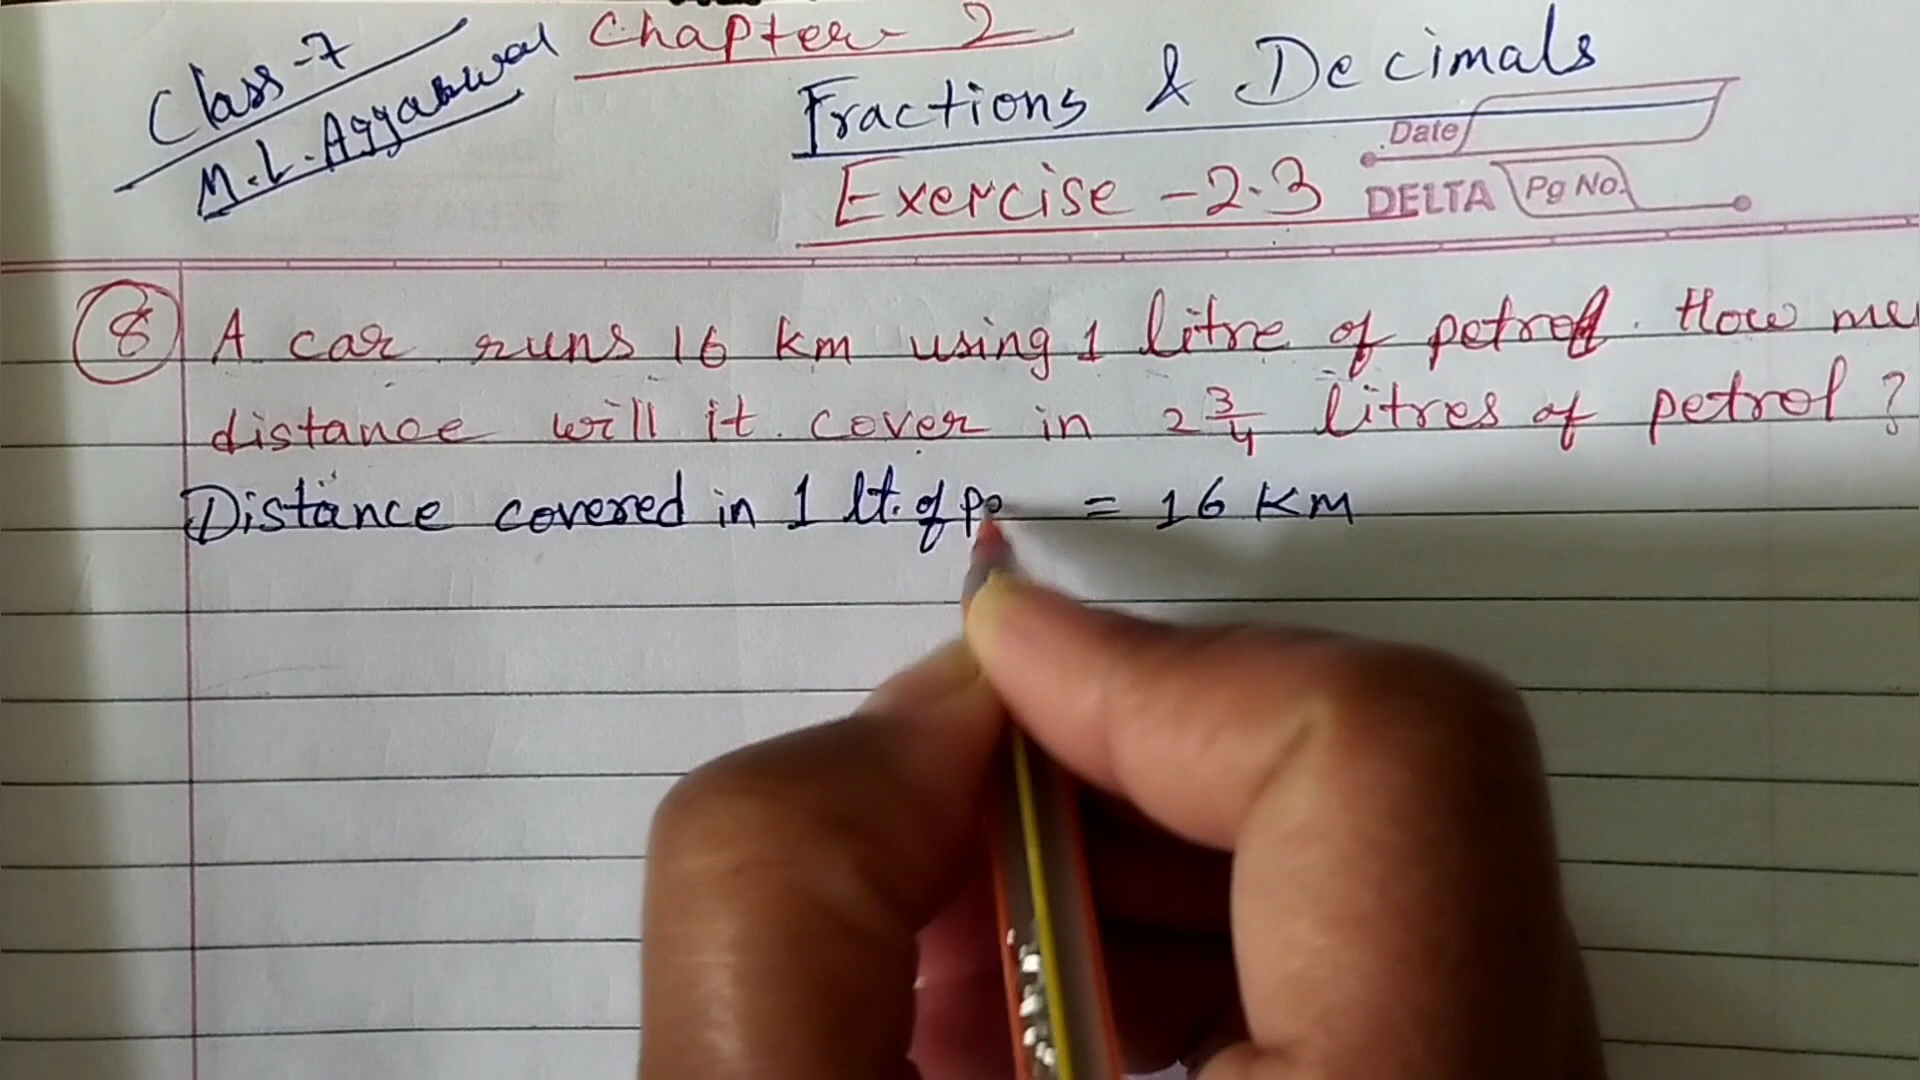 Class-7
M.L. Aggarwal
Chapter-2
Fractions & Decimals
Date
Exercise -2.3
DELTA Pg No.
8 A car runs 16 km using 1 litre of petrol. How
distance will it cover in 2 3/4 litres of petrol?
Distance covered in 1 lt. of pe = 16 KM